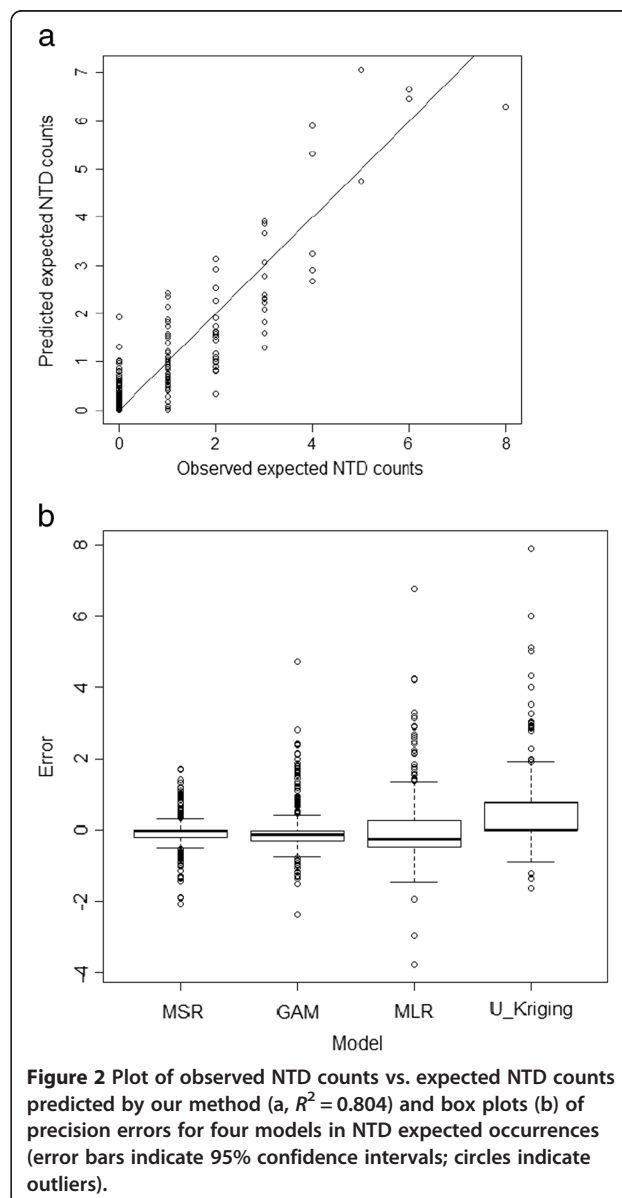 a
7
6
5
4
3
2
1
0
Predicted expected NTD counts
0 2 4 6 8
Observed expected NTD counts
b
8
6
4
2
0
-2
-4
Error
MSR GAM MLR U_Kriging
Model
Figure 2 Plot of observed NTD counts vs. expected NTD counts
predicted by our method (a, R² = 0.804) and box plots (b) of
precision errors for four models in NTD expected occurrences
(error bars indicate 95% confidence intervals; circles indicate
outliers).